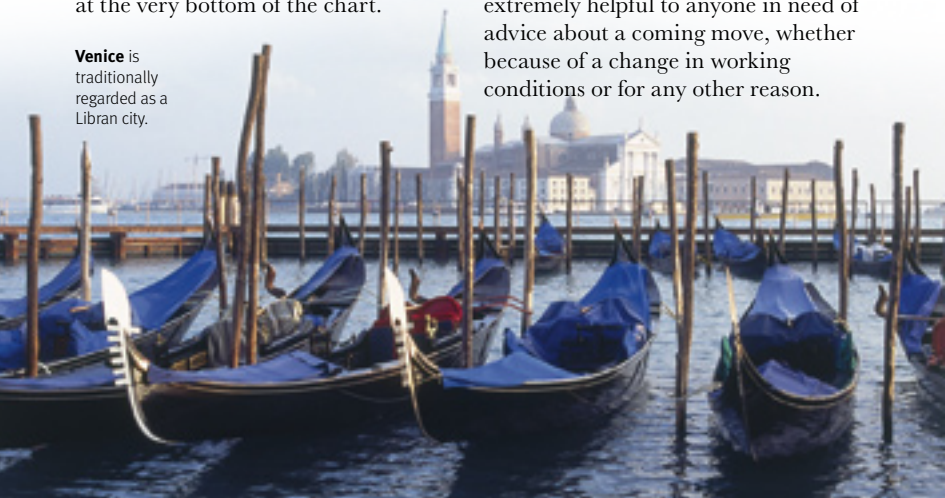 at the very bottom of the chart.
Venice is
traditionally
regarded as a
Libran city.
extremely helpful to anyone in need of
advice about a coming move, whether
because of a change in working
conditions or for any other reason.